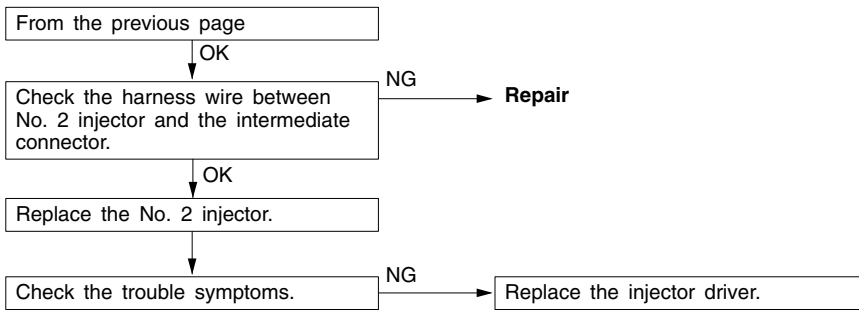 From the previous page
OK
Check the harness wire between
No. 2 injector and the intermediate
connector.
NG
Repair
OK
Replace the No. 2 injector.
Check the trouble symptoms.
NG
Replace the injector driver.